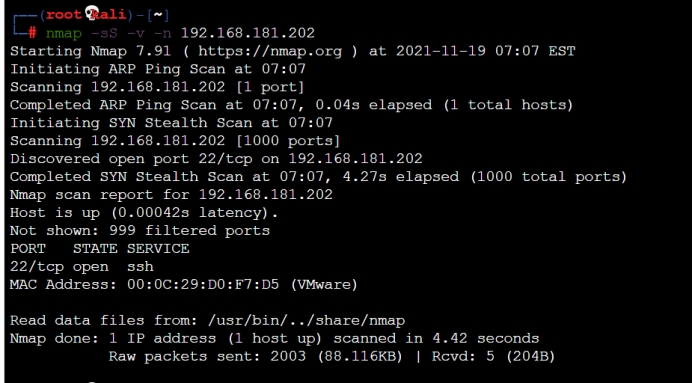 (root kali)-[~]
# nmap -sS -v -n 192.168.181.202
Starting Nmap 7.91 ( https://nmap.org ) at 2021-11-19 07:07 EST
Initiating ARP Ping Scan at 07:07
Scanning 192.168.181.202 [1 port]
Completed ARP Ping Scan at 07:07, 0.04s elapsed (1 total hosts)
Initiating SYN Stealth Scan at 07:07
Scanning 192.168.181.202 [1000 ports]
Discovered open port 22/tcp on 192.168.181.202
Completed SYN Stealth Scan at 07:07, 4.27s elapsed (1000 total ports)
Nmap scan report for 192.168.181.202
Host is up (0.00042s latency).
Not shown: 999 filtered ports
PORT STATE SERVICE
22/tcp open ssh
MAC Address: 00:0C:29:D0:F7:D5 (VMware)
Read data files from: /usr/bin/../share/nmap
Nmap done: 1 IP address (1 host up) scanned in 4.42 seconds
Raw packets sent: 2003 (88.116KB) | Rcvd: 5 (204B)